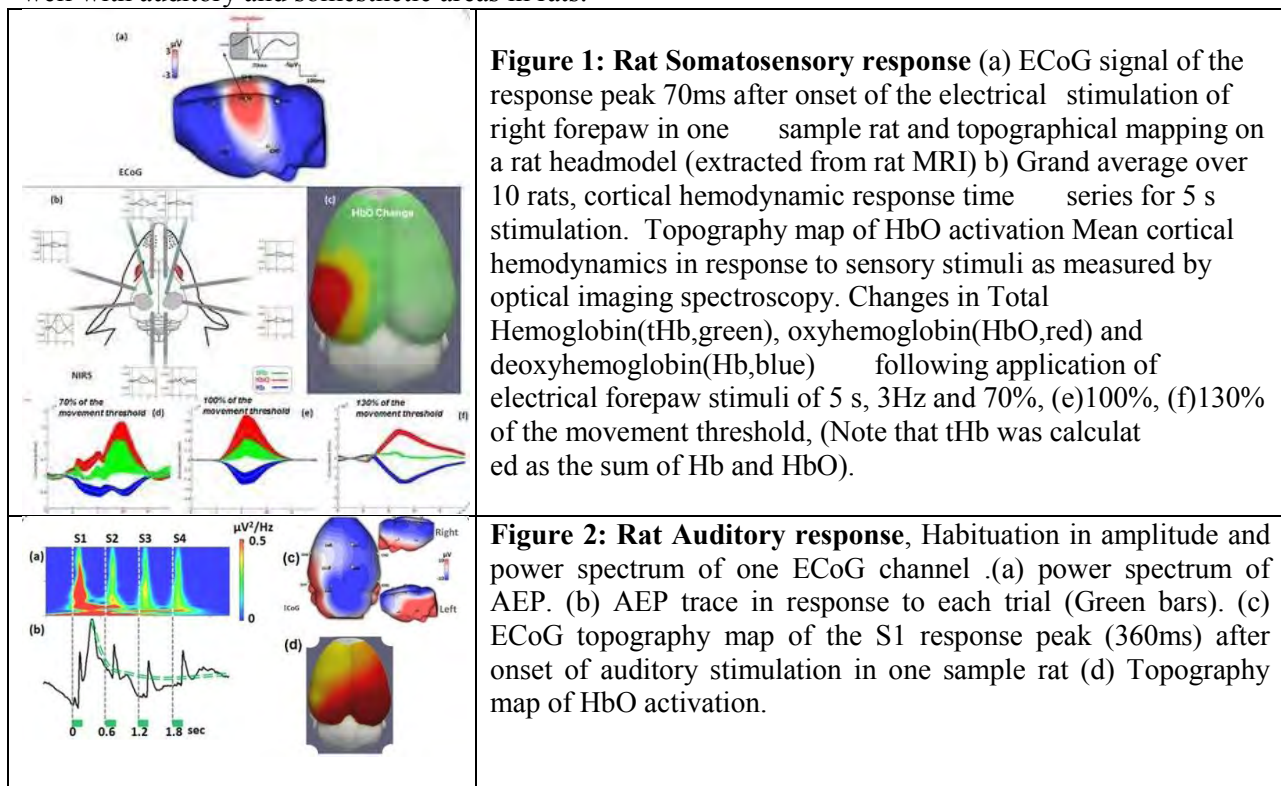 well with auditory and somesthetic areas in rats.
(a)
µV
3
-3
70ms
ECoG
(b)
(c)
HbO Change
NIRS
tHb
HbO
Hb
70% of the
movement threshold (d)
100% of the
movement threshold (e)
130% of the
movement threshold (f)
Figure 1: Rat Somatosensory response (a) ECoG signal of the
response peak 70ms after onset of the electrical stimulation of
right forepaw in one sample rat and topographical mapping on
a rat headmodel (extracted from rat MRI) b) Grand average over
10 rats, cortical hemodynamic response time series for 5 s
stimulation. Topography map of HbO activation Mean cortical
hemodynamics in response to sensory stimuli as measured by
optical imaging spectroscopy. Changes in Total
Hemoglobin(tHb,green), oxyhemoglobin(HbO,red) and
deoxyhemoglobin(Hb,blue) following application of
electrical forepaw stimuli of 5 s, 3Hz and 70%, (e)100%, (f)130%
of the movement threshold, (Note that tHb was calculat
ed as the sum of Hb and HbO).
S1 S2 S3 S4
µV²/Hz
0.5
0
(a)
(b)
0 0.6 1.2 1.8 sec
(c)
Right
µV
Left
ECoG
(d)
Figure 2: Rat Auditory response, Habituation in amplitude and
power spectrum of one ECoG channel .(a) power spectrum of
AEP. (b) AEP trace in response to each trial (Green bars). (c)
ECoG topography map of the S1 response peak (360ms) after
onset of auditory stimulation in one sample rat (d) Topography
map of HbO activation.